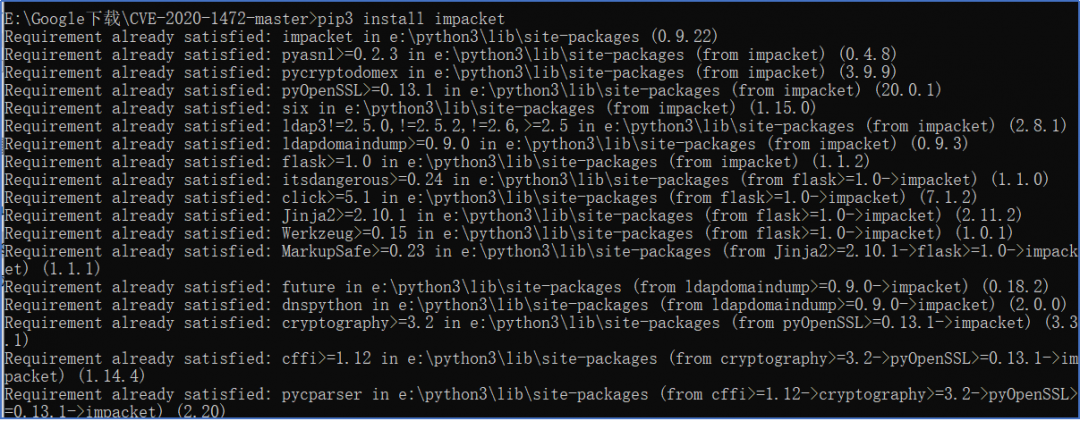 E:\Google下载\CVE-2020-1472-master>pip3 install impacket
Requirement already satisfied: impacket in e:\python3\lib\site-packages (0.9.22)
Requirement already satisfied: pyasn1>=0.2.3 in e:\python3\lib\site-packages (from impacket) (0.4.8)
Requirement already satisfied: pycryptodomex in e:\python3\lib\site-packages (from impacket) (3.9.9)
Requirement already satisfied: pyOpenSSL>=0.13.1 in e:\python3\lib\site-packages (from impacket) (20.0.1)
Requirement already satisfied: six in e:\python3\lib\site-packages (from impacket) (1.15.0)
Requirement already satisfied: ldap3!=2.5.0,!=2.5.2,!=2.6,>=2.5 in e:\python3\lib\site-packages (from impacket) (2.8.1)
Requirement already satisfied: ldapdomaindump>=0.9.0 in e:\python3\lib\site-packages (from impacket) (0.9.3)
Requirement already satisfied: flask>=1.0 in e:\python3\lib\site-packages (from impacket) (1.1.2)
Requirement already satisfied: itsdangerous>=0.24 in e:\python3\lib\site-packages (from flask>=1.0->impacket) (1.1.0)
Requirement already satisfied: click>=5.1 in e:\python3\lib\site-packages (from flask>=1.0->impacket) (7.1.2)
Requirement already satisfied: Jinja2>=2.10.1 in e:\python3\lib\site-packages (from flask>=1.0->impacket) (2.11.2)
Requirement already satisfied: Werkzeug>=0.15 in e:\python3\lib\site-packages (from flask>=1.0->impacket) (1.0.1)
Requirement already satisfied: MarkupSafe>=0.23 in e:\python3\lib\site-packages (from Jinja2>=2.10.1->flask>=1.0->impack
et) (1.1.1)
Requirement already satisfied: future in e:\python3\lib\site-packages (from ldapdomaindump>=0.9.0->impacket) (0.18.2)
Requirement already satisfied: dnspython in e:\python3\lib\site-packages (from ldapdomaindump>=0.9.0->impacket) (2.0.0)
Requirement already satisfied: cryptography>=3.2 in e:\python3\lib\site-packages (from pyOpenSSL>=0.13.1->impacket) (3.3
.1)
Requirement already satisfied: cffi>=1.12 in e:\python3\lib\site-packages (from cryptography>=3.2->pyOpenSSL>=0.13.1->im
packet) (1.14.4)
Requirement already satisfied: pycparser in e:\python3\lib\site-packages (from cffi>=1.12->cryptography>=3.2->pyOpenSSL>
=0.13.1->impacket) (2.20)